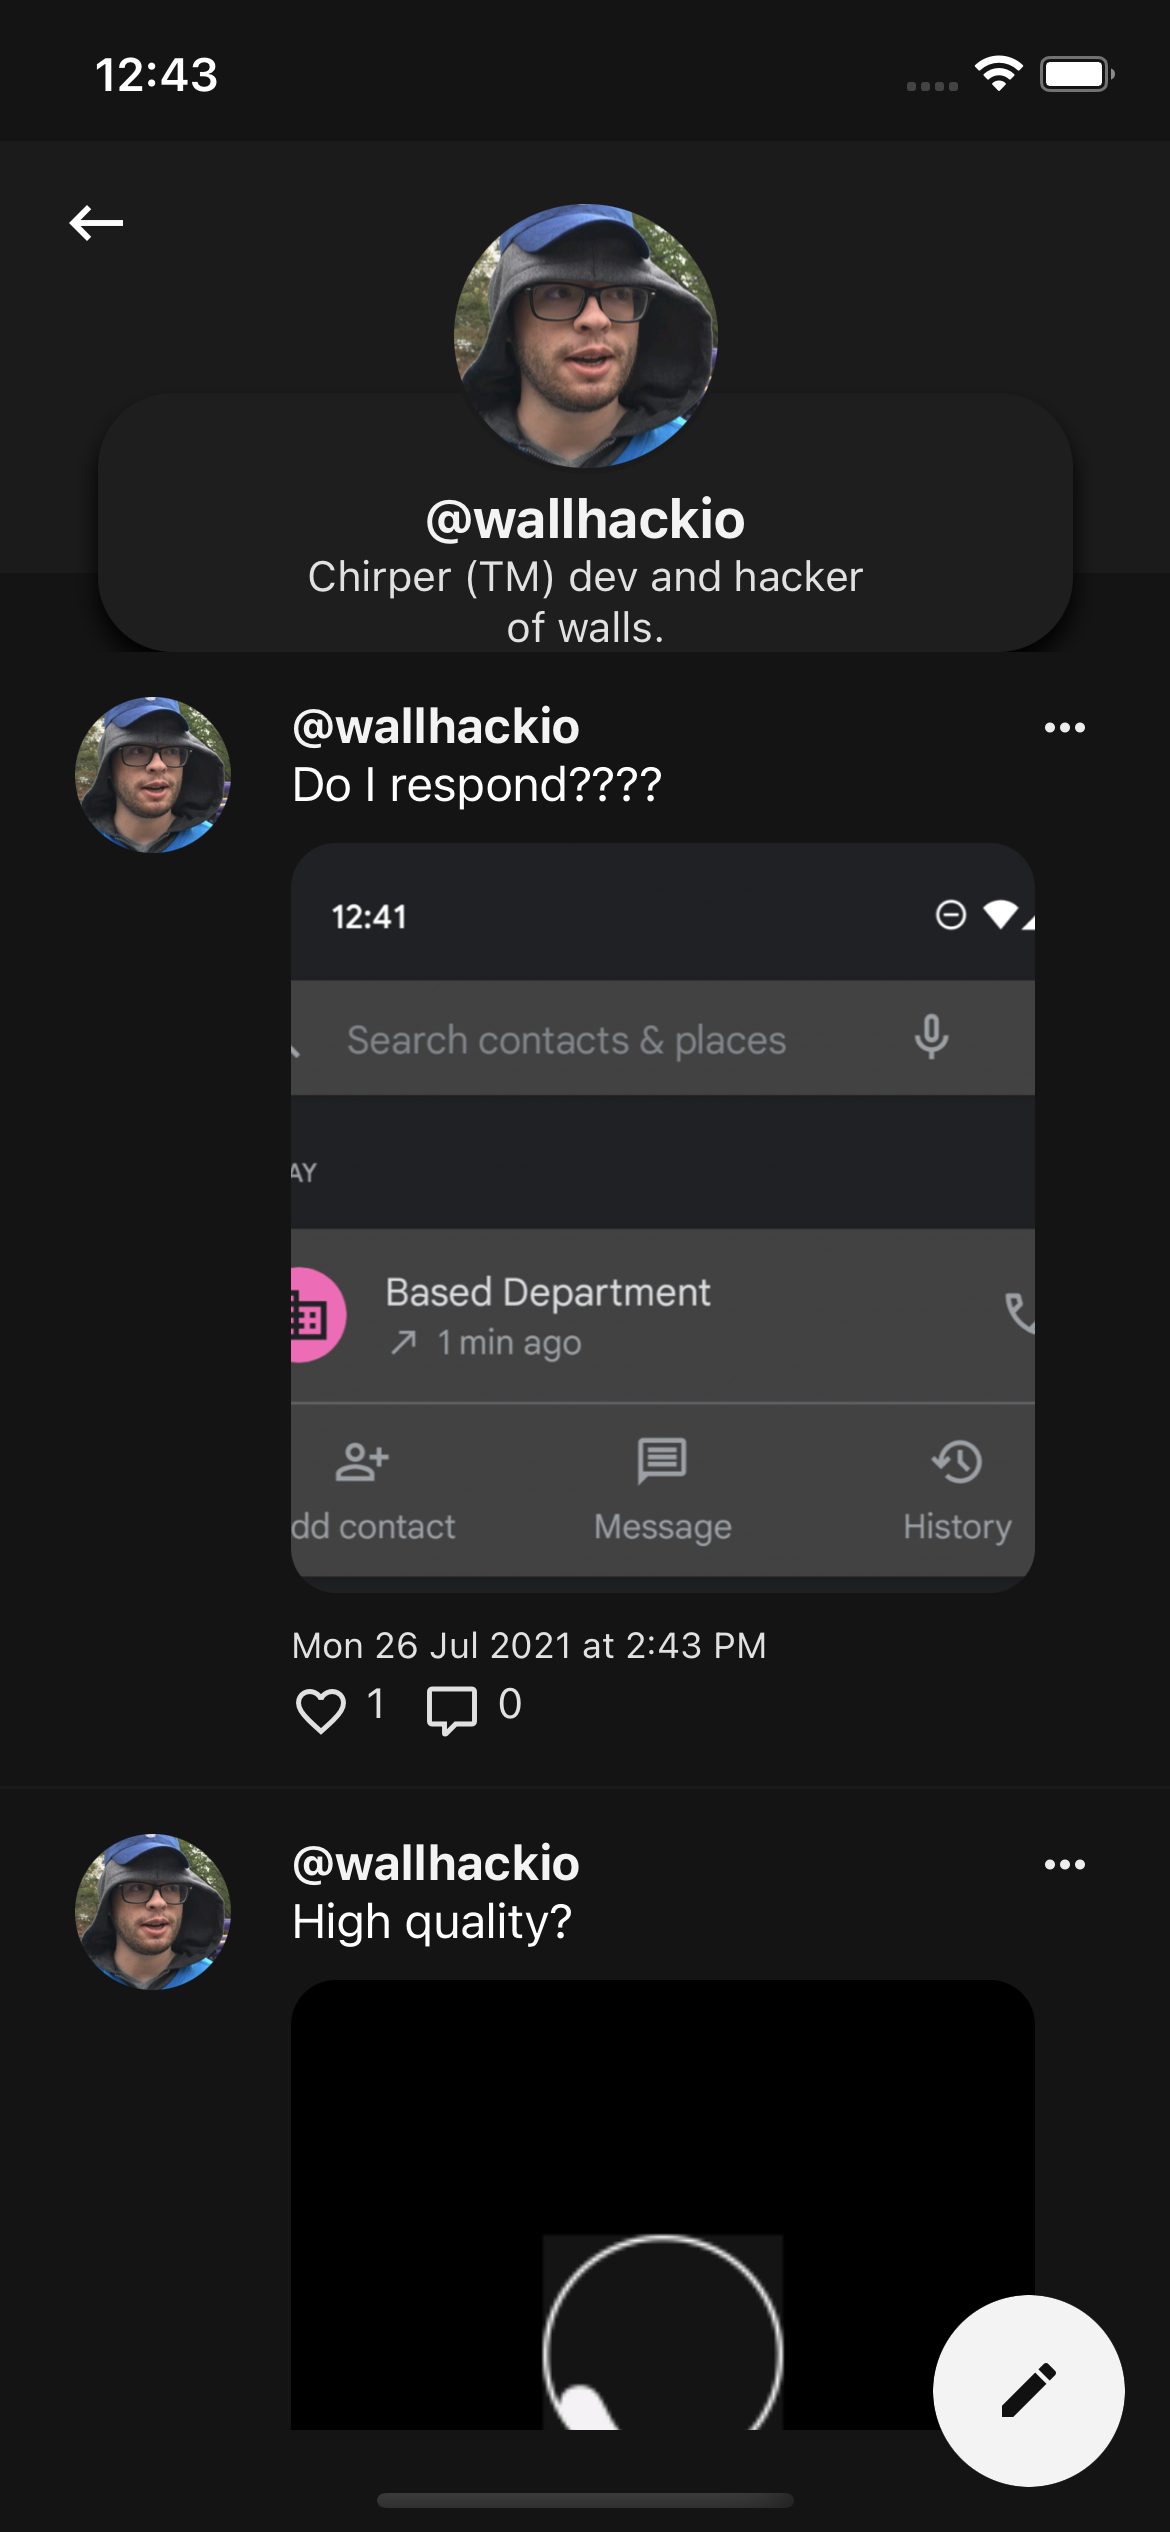 12:43
@wallhackio
Chirper (TM) dev and hacker
of walls.
@wallhackio
Do I respond????
12:41
Search contacts & places
AY
Based Department
1 min ago
dd contact
Message
History
Mon 26 Jul 2021 at 2:43 PM
1
0
@wallhackio
High quality?